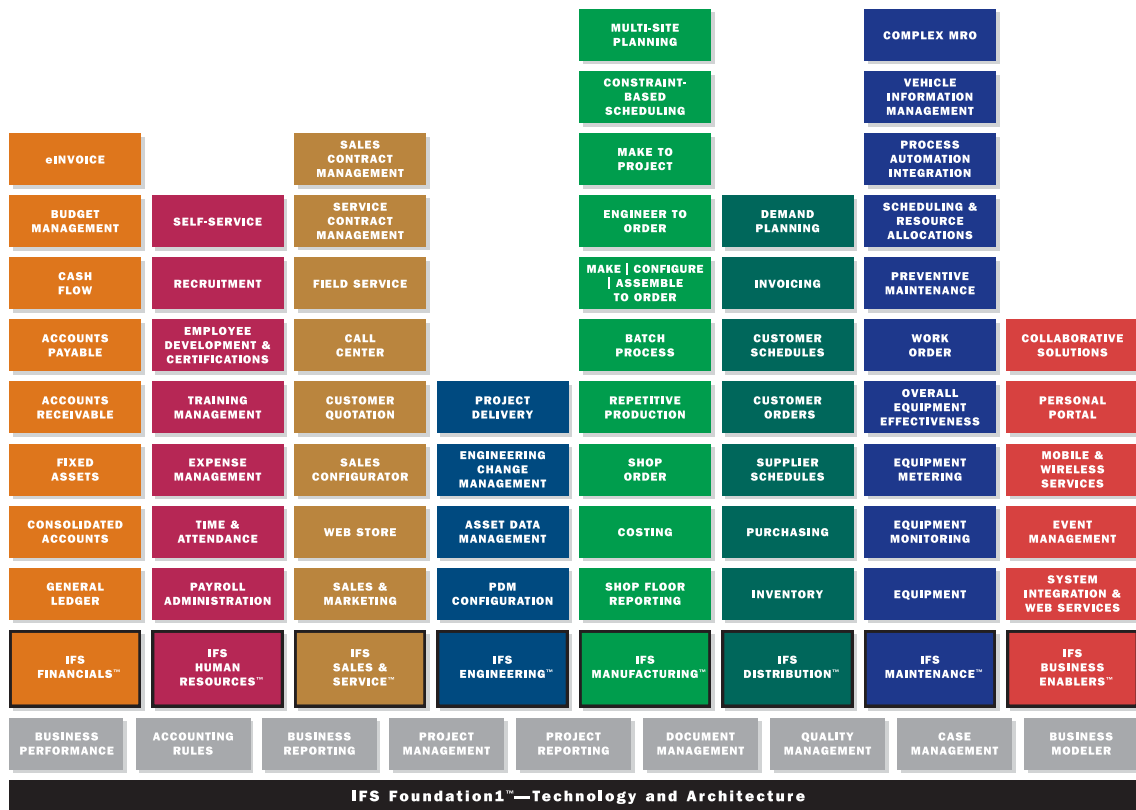 MULTI-SITE
PLANNING
COMPLEX MRO
CONSTRAINT-
BASED
SCHEDULING
VEHICLE
INFORMATION
MANAGEMENT
eINVOICE
SALES
CONTRACT
MANAGEMENT
MAKE TO
PROJECT
PROCESS
AUTOMATION
INTEGRATION
BUDGET
MANAGEMENT
SELF-SERVICE
SERVICE
CONTRACT
MANAGEMENT
ENGINEER TO
ORDER
DEMAND
PLANNING
SCHEDULING &
RESOURCE
ALLOCATIONS
CASH
FLOW
RECRUITMENT
FIELD SERVICE
MAKE | CONFIGURE
| ASSEMBLE
TO ORDER
INVOICING
PREVENTIVE
MAINTENANCE
ACCOUNTS
PAYABLE
EMPLOYEE
DEVELOPMENT &
CERTIFICATIONS
CALL
CENTER
BATCH
PROCESS
CUSTOMER
SCHEDULES
WORK
ORDER
COLLABORATIVE
SOLUTIONS
ACCOUNTS
RECEIVABLE
TRAINING
MANAGEMENT
CUSTOMER
QUOTATION
PROJECT
DELIVERY
REPETITIVE
PRODUCTION
CUSTOMER
ORDERS
OVERALL
EQUIPMENT
EFFECTIVENESS
PERSONAL
PORTAL
FIXED
ASSETS
EXPENSE
MANAGEMENT
SALES
CONFIGURATOR
ENGINEERING
CHANGE
MANAGEMENT
SHOP
ORDER
SUPPLIER
SCHEDULES
EQUIPMENT
METERING
MOBILE &
WIRELESS
SERVICES
CONSOLIDATED
ACCOUNTS
TIME &
ATTENDANCE
WEB STORE
ASSET DATA
MANAGEMENT
COSTING
PURCHASING
EQUIPMENT
MONITORING
EVENT
MANAGEMENT
GENERAL
LEDGER
PAYROLL
ADMINISTRATION
SALES &
MARKETING
PDM
CONFIGURATION
SHOP FLOOR
REPORTING
INVENTORY
EQUIPMENT
SYSTEM
INTEGRATION &
WEB SERVICES
IFS
FINANCIALS™
IFS
HUMAN
RESOURCES™
IFS
SALES &
SERVICE™
IFS
ENGINEERING™
IFS
MANUFACTURING™
IFS
DISTRIBUTION™
IFS
MAINTENANCE™
IFS
BUSINESS
ENABLERS™
BUSINESS
PERFORMANCE
ACCOUNTING
RULES
BUSINESS
REPORTING
PROJECT
MANAGEMENT
PROJECT
REPORTING
DOCUMENT
MANAGEMENT
QUALITY
MANAGEMENT
CASE
MANAGEMENT
BUSINESS
MODELER
IFS Foundation1™—Technology and Architecture